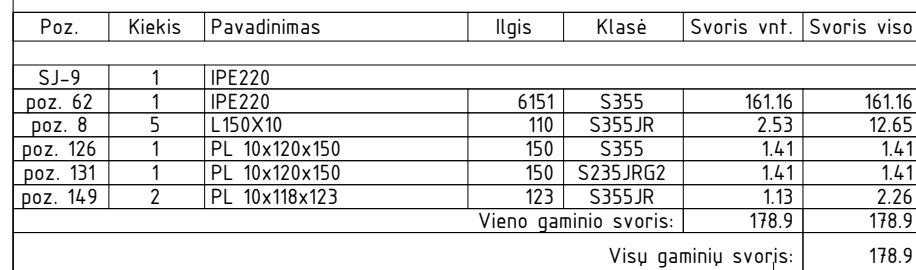 Poz. Kiekis Pavadinimas Ilgis Klasė Svoris vnt. Svoris viso
SJ-9 1 IPE220
poz. 62 1 IPE220 6151 S355 161.16 161.16
poz. 8 5 L150X10 110 S355JR 2.53 12.65
poz. 126 1 PL 10x120x150 150 S355 1.41 1.41
poz. 131 1 PL 10x120x150 150 S235JRG2 1.41 1.41
poz. 149 2 PL 10x118x123 123 S355JR 1.13 2.26
Vieno gaminio svoris: 178.9 178.9
Visų gaminių svoris: 178.9